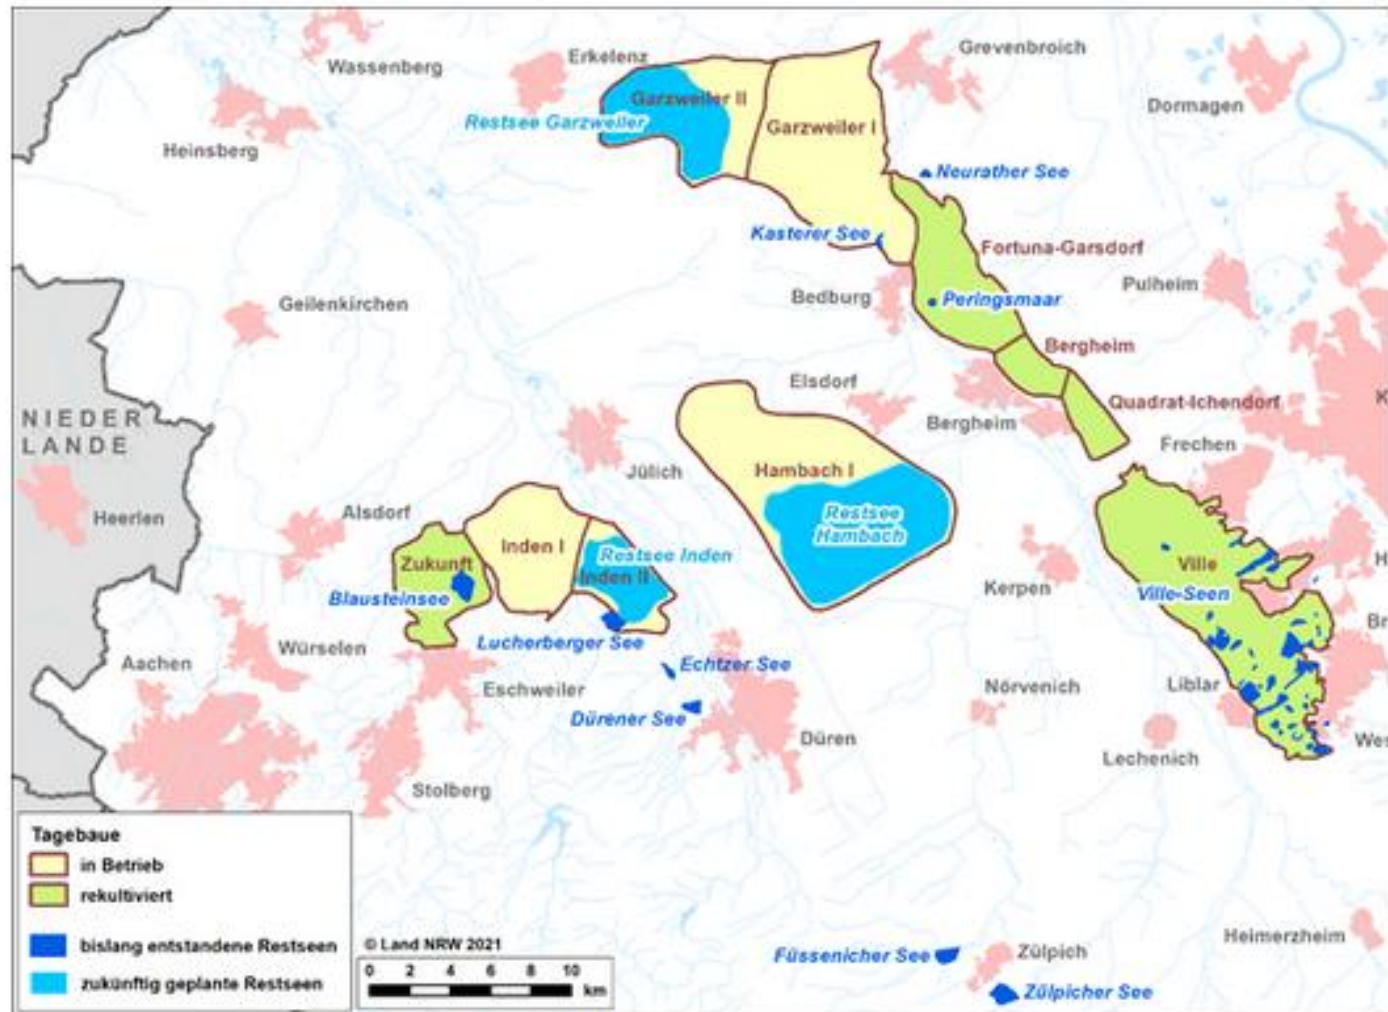 Wassenberg
Erkelenz
Grevenbroich
Dormagen
Heinsberg
Garzweiler II
Restsee Garzweiler
Garzweiler I
Neurather See
Kasterer See
Fortuna-Garsdorf
Geilenkirchen
Bedburg
Peringsmaar
Pulheim
Bergheim
Elsdorf
Quadrat-Ichendorf
Bergheim
Frechen
NIEDER
LANDE
K
Jülich
Hambach I
Heerlen
Alsdorf
Restsee
Hambach
Inden I
Restsee Inden
Zukunft
Inden II
Ville
H
Kerpen
Ville-Seen
Blausteinsee
Lucherberger See
Br
Würselen
Aachen
Echtzer See
Eschweiler
Nörvenich
Liblar
Dürener See
Düren
Wes
Lechenich
Stolberg
Tagebaue
in Betrieb
rekultiviert
bislang entstandene Restseen
zukünftig geplante Restseen
© Land NRW 2021
0 2 4 6 8 10
km
Füssenicher See
Zülpich
Heimerzheim
Zülpicher See